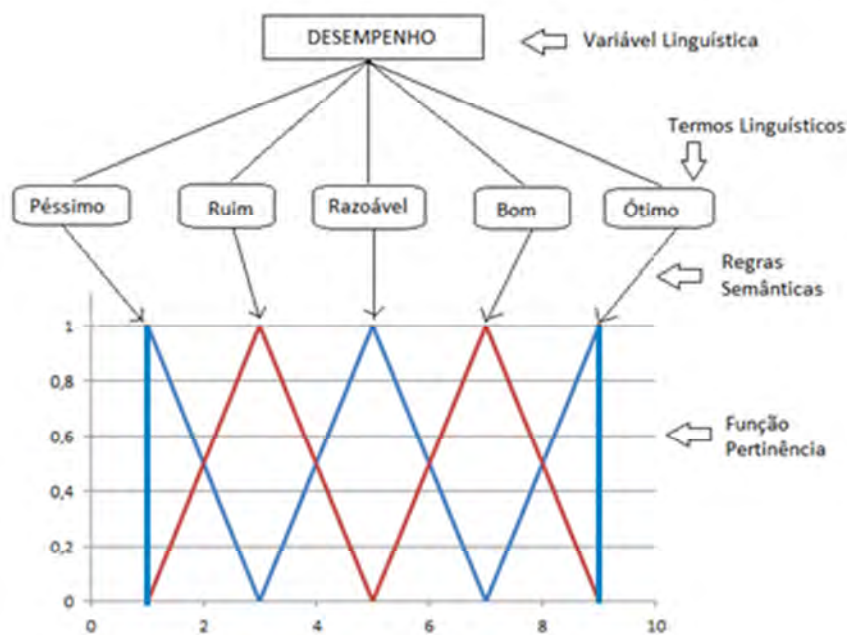 DESEMPENHO
Variável Linguística
Termos Linguísticos
Péssimo
Ruim
Razoável
Bom
Ótimo
Regras
Semânticas
1
0,8
0,6
0,4
0,2
0
Função
Pertinência
0
2
4
6
8
10